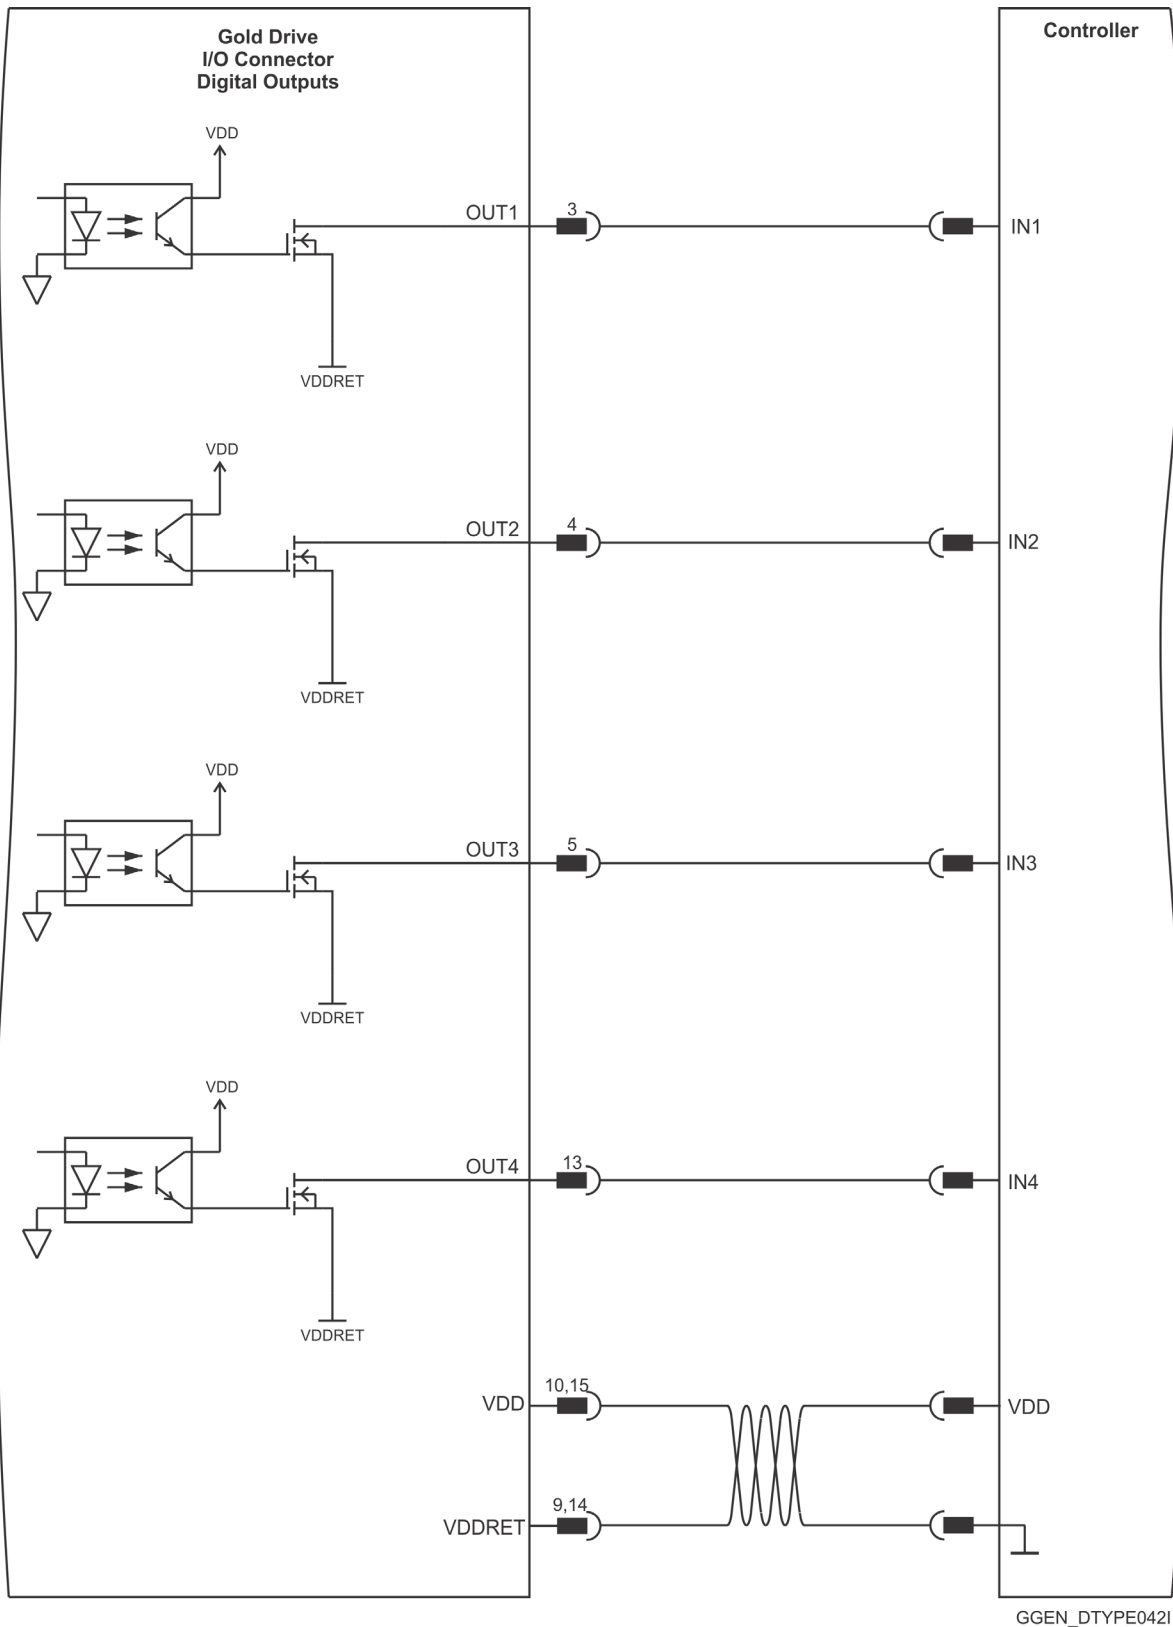 Gold Drive
I/O Connector
Digital Outputs
Controller
VDD
OUT1
3
IN1
VDDRET
VDD
OUT2
4
IN2
VDDRET
VDD
OUT3
5
IN3
VDDRET
VDD
OUT4
13
IN4
VDDRET
VDD
10,15
VDD
VDDRET
9,14
GGEN_DTYPE042I